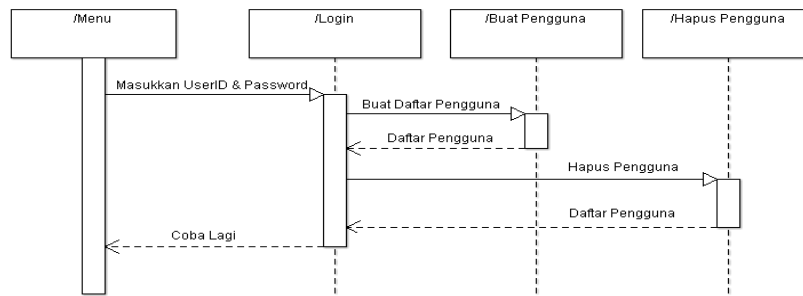 /Menu
/Login
/Buat Pengguna
/Hapus Pengguna
Masukkan UserID & Password
Buat Daftar Pengguna
Daftar Pengguna
Hapus Pengguna
Daftar Pengguna
Coba Lagi